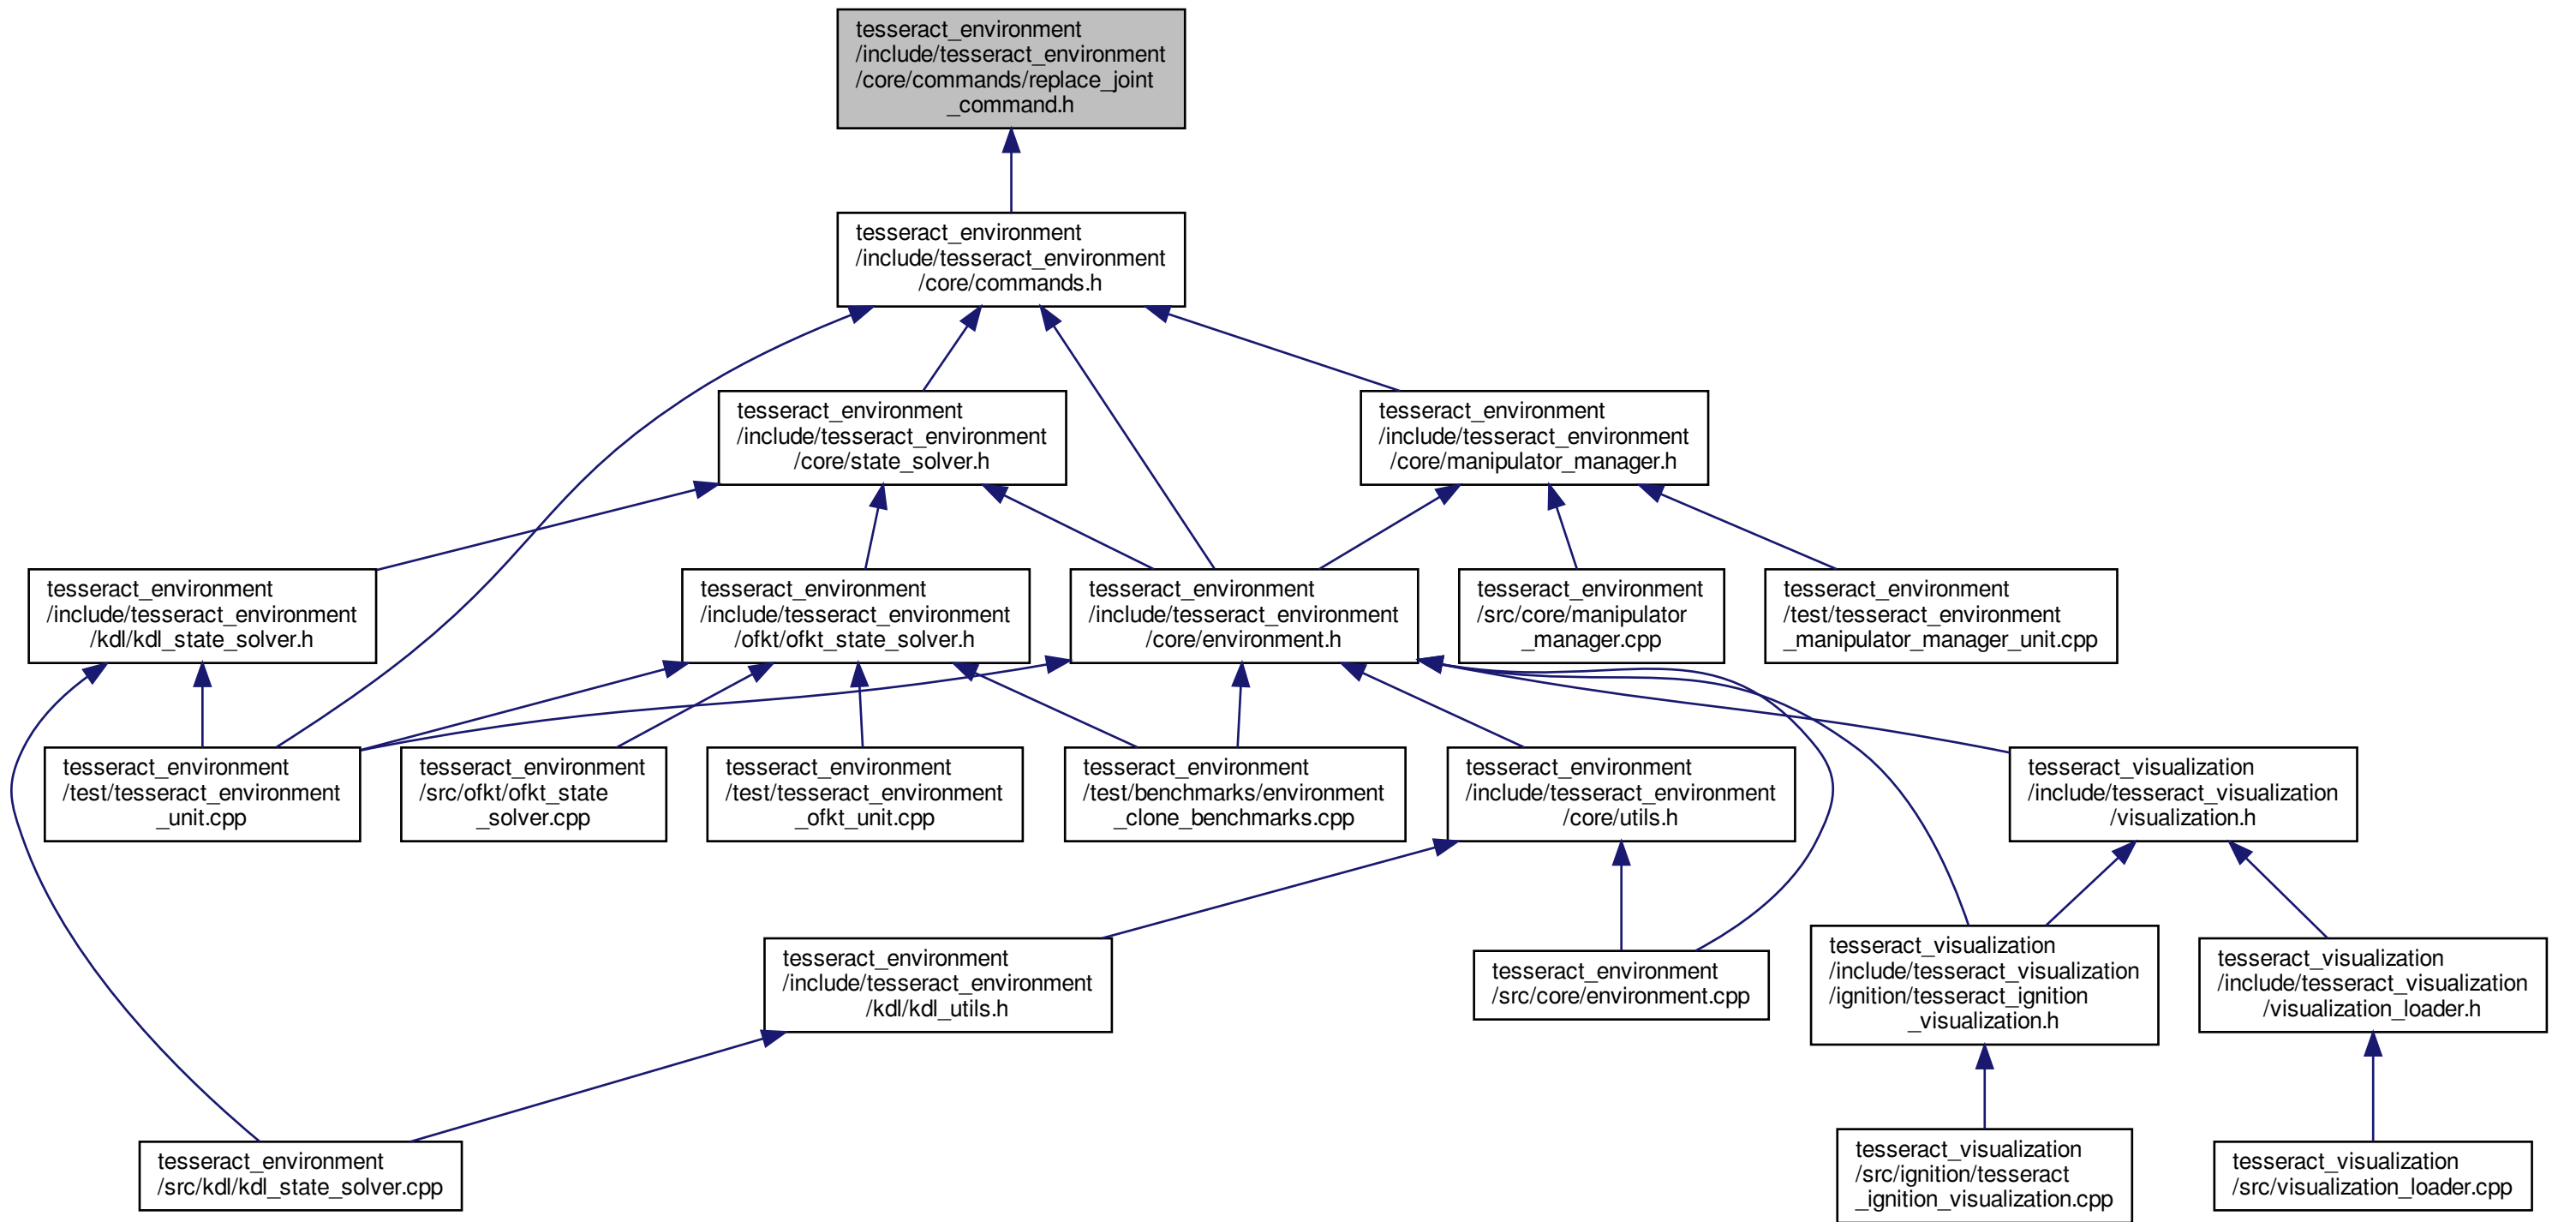 tesseract_environment
/include/tesseract_environment
/core/commands/replace_joint
_command.h
tesseract_environment
/include/tesseract_environment
/core/commands.h
tesseract_environment
/include/tesseract_environment
/core/state_solver.h
tesseract_environment
/include/tesseract_environment
/core/manipulator_manager.h
tesseract_environment
/include/tesseract_environment
/kdl/kdl_state_solver.h
tesseract_environment
/include/tesseract_environment
/ofkt/ofkt_state_solver.h
tesseract_environment
/include/tesseract_environment
/core/environment.h
tesseract_environment
/src/core/manipulator
_manager.cpp
tesseract_environment
/test/tesseract_environment
_manipulator_manager_unit.cpp
tesseract_environment
/test/tesseract_environment
_unit.cpp
tesseract_environment
/src/ofkt/ofkt_state
_solver.cpp
tesseract_environment
/test/tesseract_environment
_ofkt_unit.cpp
tesseract_environment
/test/benchmarks/environment
_clone_benchmarks.cpp
tesseract_environment
/include/tesseract_environment
/core/utils.h
tesseract_visualization
/include/tesseract_visualization
/visualization.h
tesseract_environment
/include/tesseract_environment
/kdl/kdl_utils.h
tesseract_environment
/src/core/environment.cpp
tesseract_visualization
/include/tesseract_visualization
/ignition/tesseract_ignition
_visualization.h
tesseract_visualization
/include/tesseract_visualization
/visualization_loader.h
tesseract_environment
/src/kdl/kdl_state_solver.cpp
tesseract_visualization
/src/ignition/tesseract
_ignition_visualization.cpp
tesseract_visualization
/src/visualization_loader.cpp